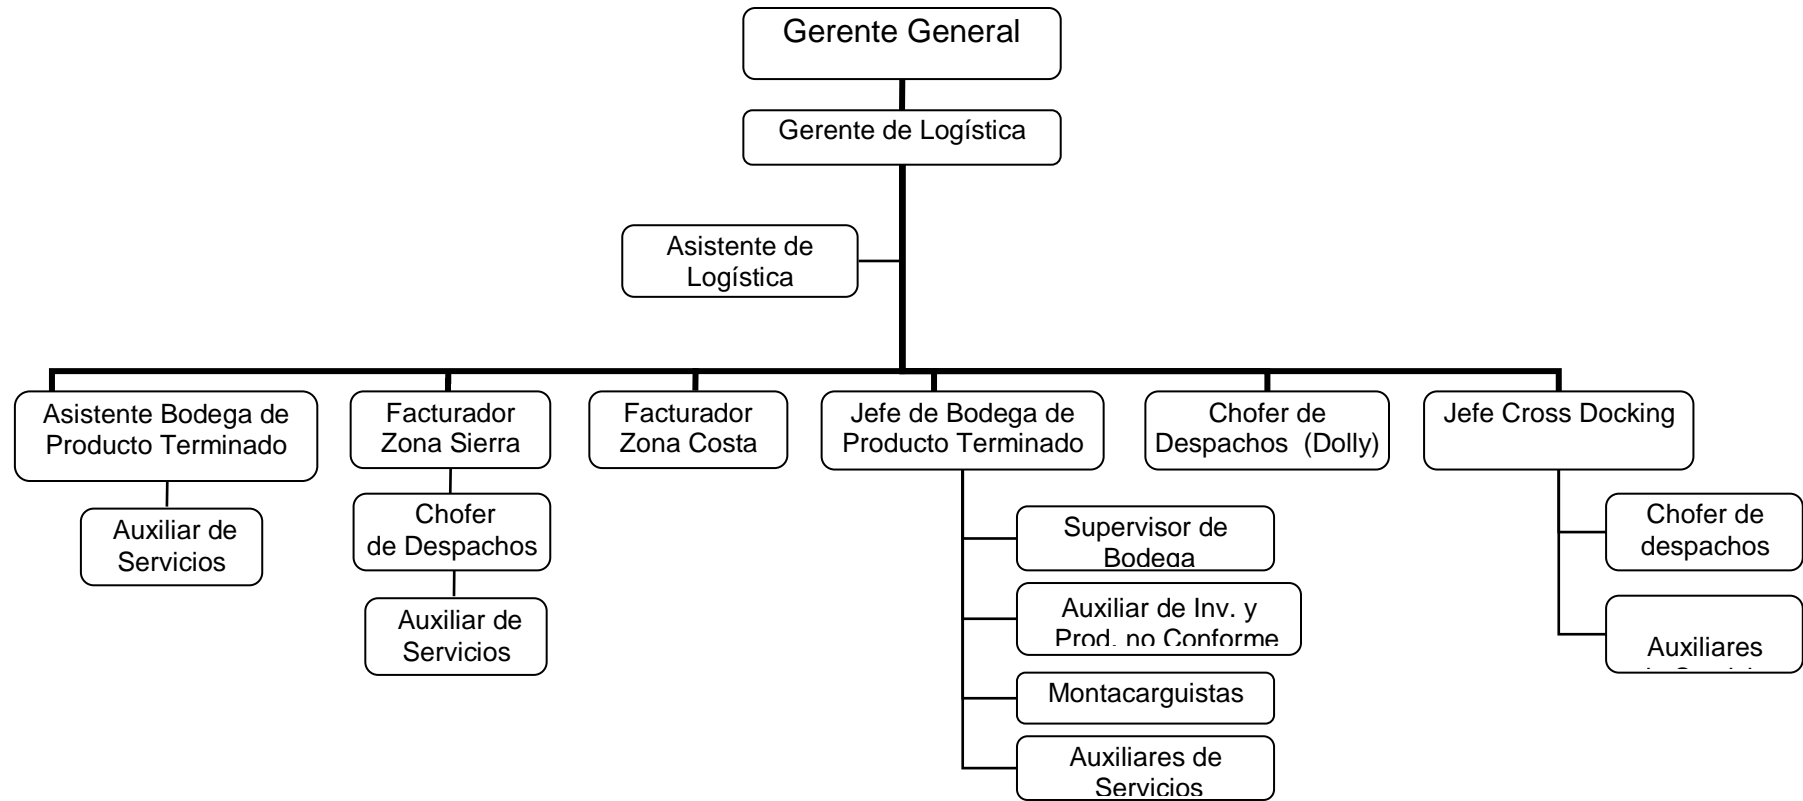 Gerente General
Gerente de Logística
Asistente de
Logística
Asistente Bodega de
Producto Terminado
Facturador
Zona Sierra
Facturador
Zona Costa
Jefe de Bodega de
Producto Terminado
Chofer de
Despachos (Dolly)
Jefe Cross Docking
Auxiliar de
Servicios
Chofer
de Despachos
Auxiliar de
Servicios
Supervisor de
Bodega
Auxiliar de Inv. y
Prod. no Conforme
Montacarguistas
Auxiliares de
Servicios
Chofer de
despachos
Auxiliares